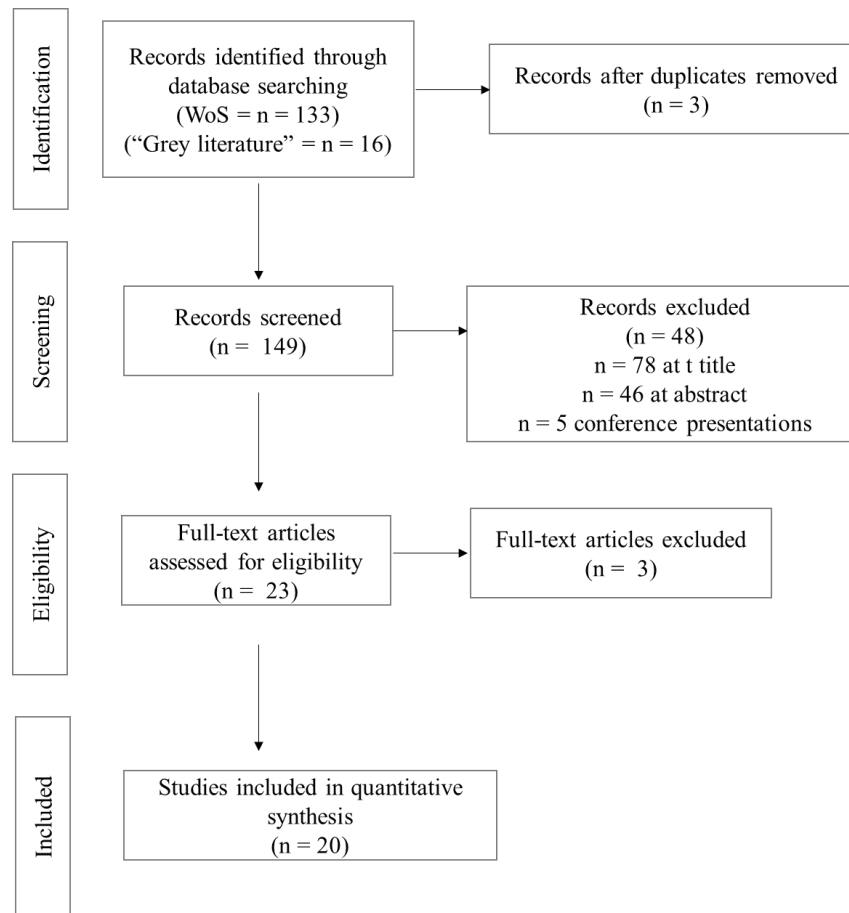 Identification
Records identified through
database searching
(WoS = n = 133)
(“Grey literature” = n = 16)
Records after duplicates removed
(n = 3)
Screening
Records screened
(n = 149)
Records excluded
(n = 48)
n = 78 at t title
n = 46 at abstract
n = 5 conference presentations
Eligibility
Full-text articles
assessed for eligibility
(n = 23)
Full-text articles excluded
(n = 3)
Included
Studies included in quantitative
synthesis
(n = 20)